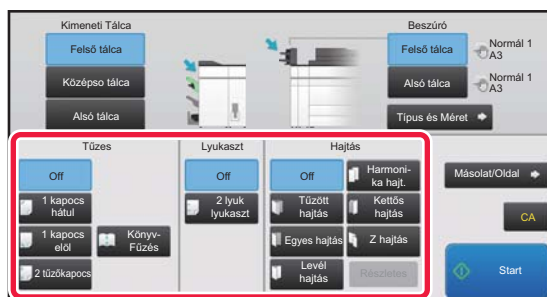 Kimeneti Tálca
Beszúró
Felső tálca
Középso tálca
Alsó tálca
Felső tálca
Normál 1
A3
Alsó tálca
Normál 1
A3
Típus és Méret
Tűzes
Lyukaszt
Hajtás
Off
1 kapocs
hátul
1 kapocs
elöl
Könyv-
Fűzés
2 tűzőkapocs
Off
2 lyuk
lyukaszt
Off
Harmoni-
ka hajt.
Tűzött
hajtás
Kettős
hajtás
Egyes hajtás
Z hajtás
Levél
hajtás
Részletes
Másolat/Oldal
CA
Start